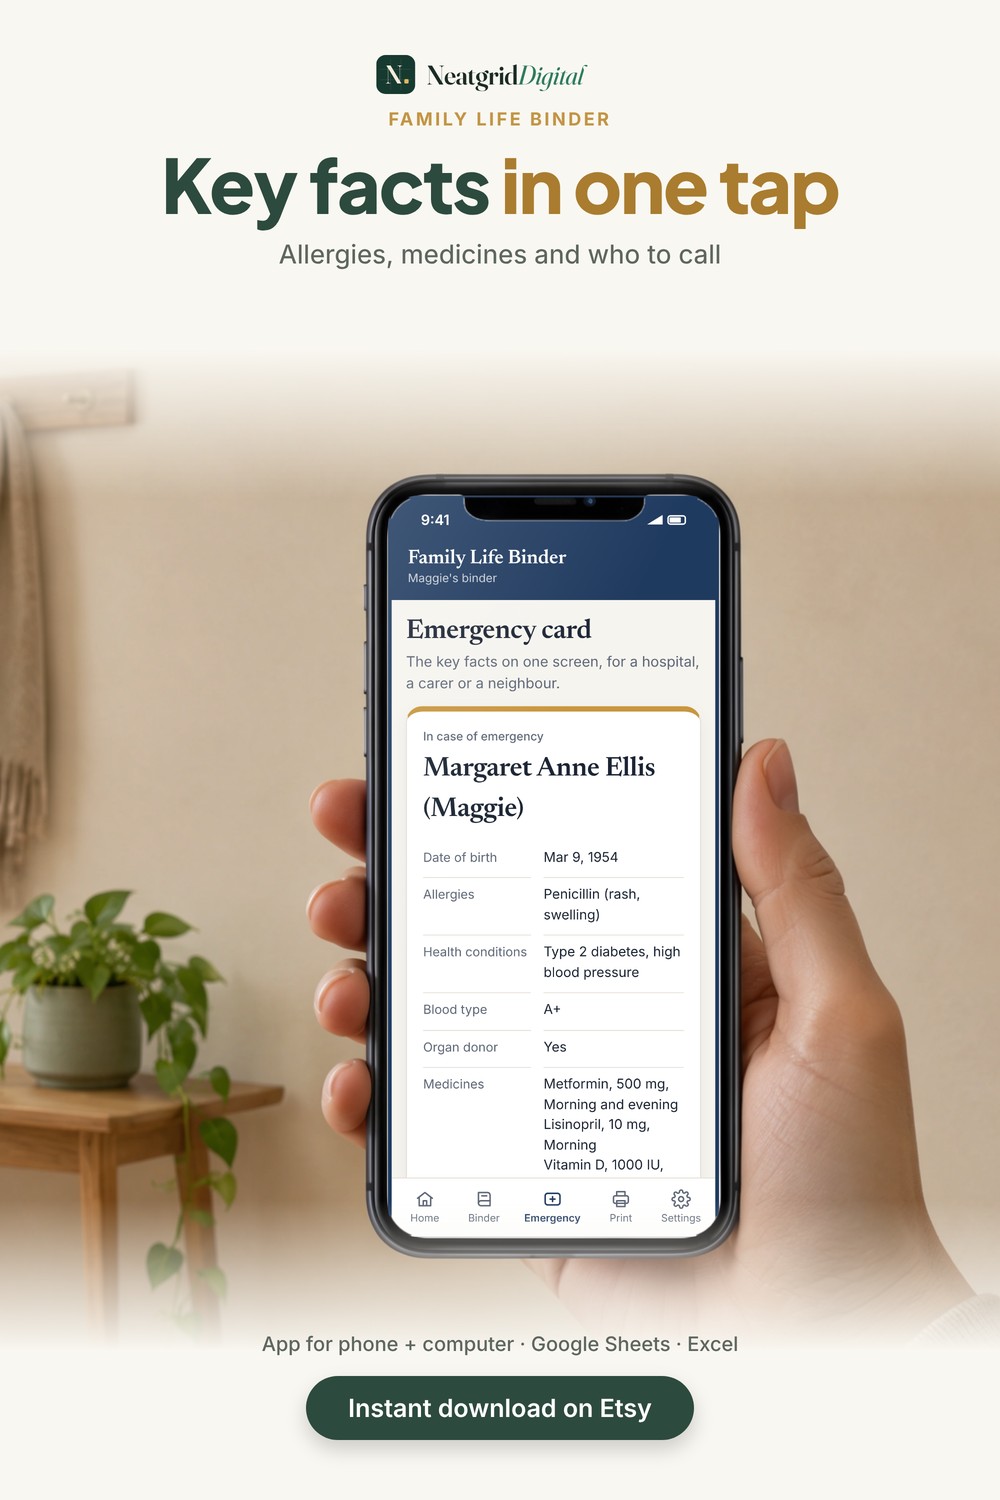 N.
NeatgridDigital
FAMILY LIFE BINDER
Key facts in one tap
Allergies, medicines and who to call
9:41
Family Life Binder
Maggie's binder
Emergency card
The key facts on one screen, for a hospital,
a carer or a neighbour.
In case of emergency
Margaret Anne Ellis
(Maggie)
Date of birth Mar 9, 1954
Allergies Penicillin (rash,
swelling)
Health conditions Type 2 diabetes, high
blood pressure
Blood type A+
Organ donor Yes
Medicines Metformin, 500 mg,
Morning and evening
Lisinopril, 10 mg,
Morning
Vitamin D, 1000 IU,
Home Binder Emergency Print Settings
App for phone + computer · Google Sheets · Excel
Instant download on Etsy